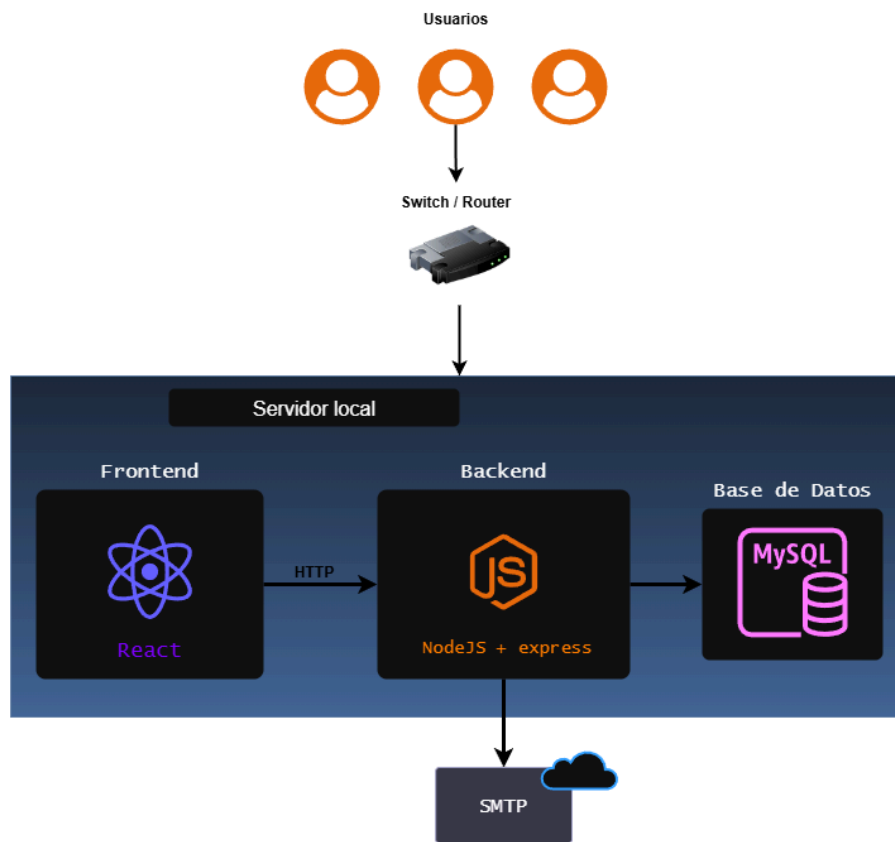 Usuarios
Switch / Router
Servidor local
Frontend
Backend
Base de Datos
MySQL
HTTP
JS
React
NodeJS + express
SMTP